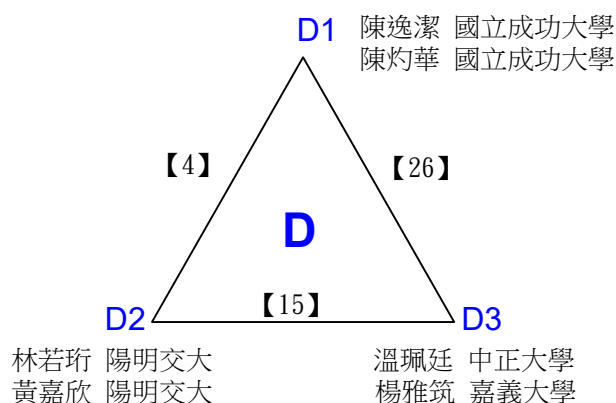 D1
陳逸潔 國立成功大學
陳灼華 國立成功大學
【4】
【26】
D
【15】
D2
D3
林若珩 陽明交大
黃嘉欣 陽明交大
溫珮廷 中正大學
楊雅筑 嘉義大學